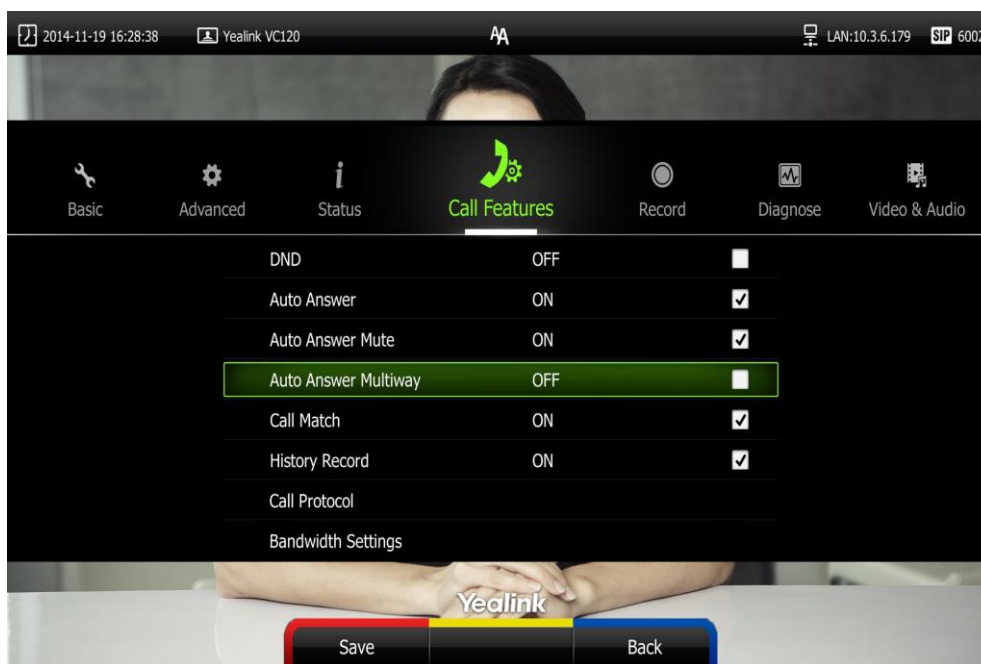 2014-11-19 16:28:38 Yealink VC120 AA LAN:10.3.6.179 SIP 6002
Basic Advanced Status Call Features Record Diagnose Video & Audio
DND OFF
Auto Answer ON
Auto Answer Mute ON
Auto Answer Multiway OFF
Call Match ON
History Record ON
Call Protocol
Bandwidth Settings
Yealink
Save Back